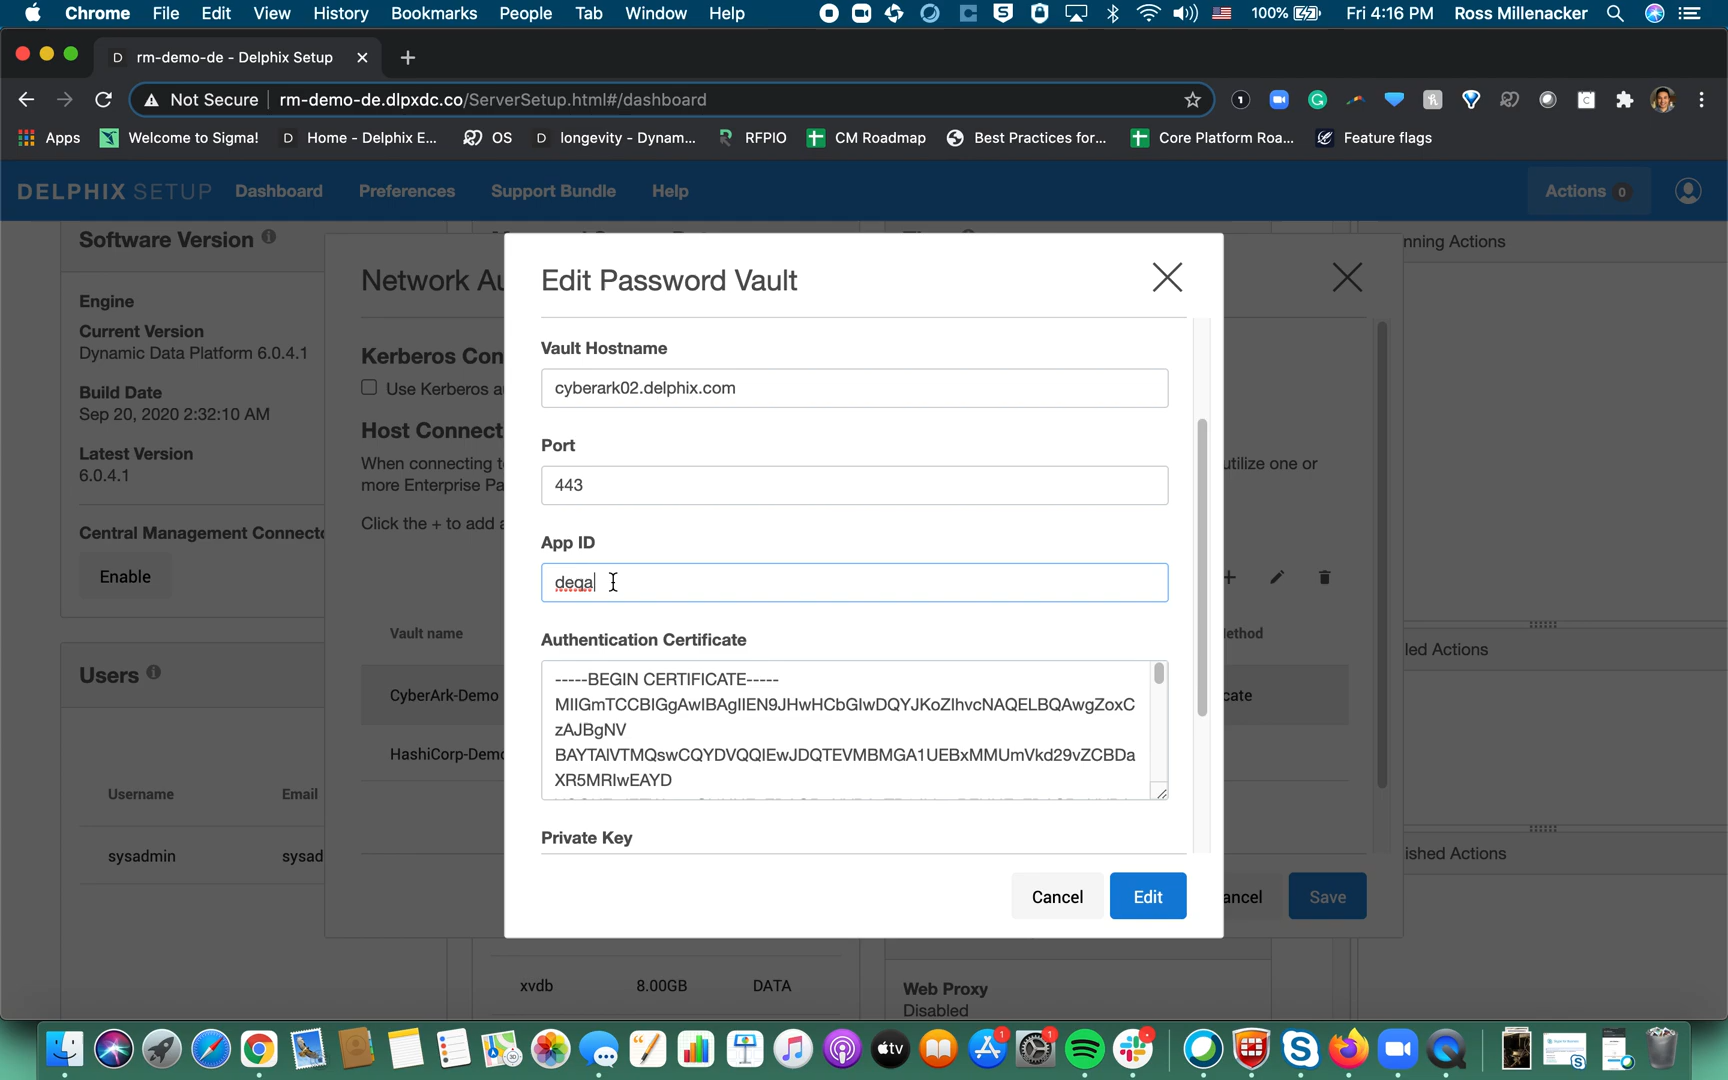 Chrome File Edit View History Bookmarks People Tab Window Help 100% Fri 4:16 PM Ross Millenacker
D rm-demo-de - Delphix Setup
Not Secure rm-demo-de.dlpxdc.co/ServerSetup.html#/dashboard
Apps Welcome to Sigma! D Home - Delphix E... OS D longevity - Dynam... RFPIO CM Roadmap Best Practices for... Core Platform Roa... Feature flags
DELPHIX SETUP Dashboard Preferences Support Bundle Help Actions 0
Software Version
nning Actions
Network Au
Edit Password Vault
Engine
Current Version
Dynamic Data Platform 6.0.4.1
Build Date
Sep 20, 2020 2:32:10 AM
Latest Version
6.0.4.1
Central Management Connecto
Enable
Kerberos Con
Use Kerberos a
Host Connect
When connecting t
utilize one or
more Enterprise Pa
Click the + to add a
Vault name
ethod
CyberArk-Demo
cate
HashiCorp-Demo
Vault Hostname
cyberark02.delphix.com
Port
443
App ID
deqa
Authentication Certificate
-----BEGIN CERTIFICATE-----
MIIGmTCCBIGgAwIBAgIIEN9JHwHCbGIwDQYJKoZIhvcNAQELBQAwgZoxC
zAJBgNV
BAYTAlVTMQswCQYDVQQIEwJDQTEVMBMGA1UEBxMMUmVkd29vZCBDa
XR5MRIwEAYD
Private Key
Cancel Edit
ancel Save
led Actions
ished Actions
Users
Username Email
sysadmin sysad
xvdb 8.00GB DATA
Web Proxy
Disabled